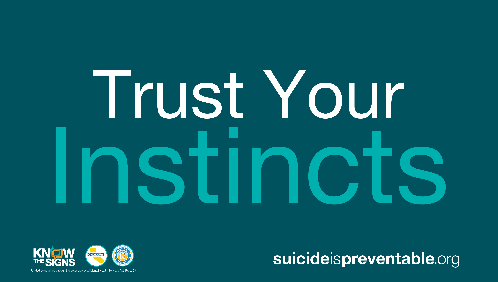 Trust Your
Instincts
KNOW
THE SIGNS
suicideispreventable.org